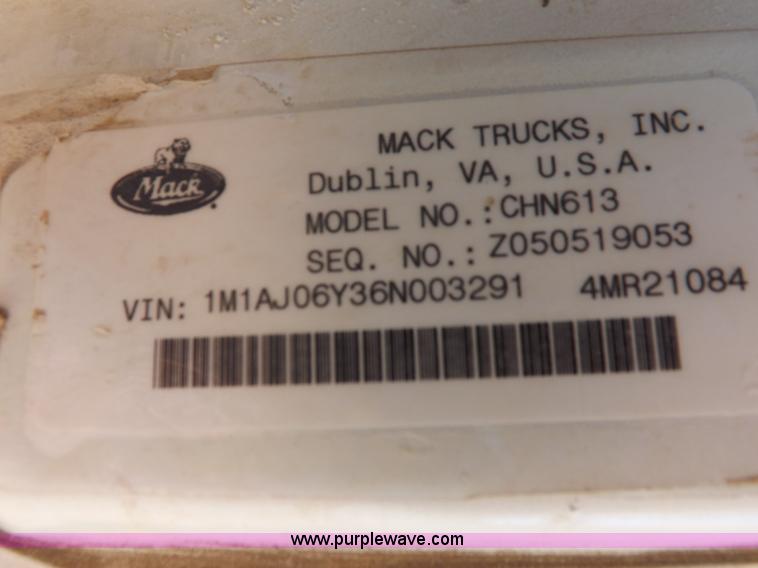 Mack
MACK TRUCKS, INC.
Dublin, VA, U.S.A.
MODEL NO.:CHN613
SEQ. NO.: Z050519053
VIN: 1M1AJ06Y36N003291 4MR21084
www.purplewave.com